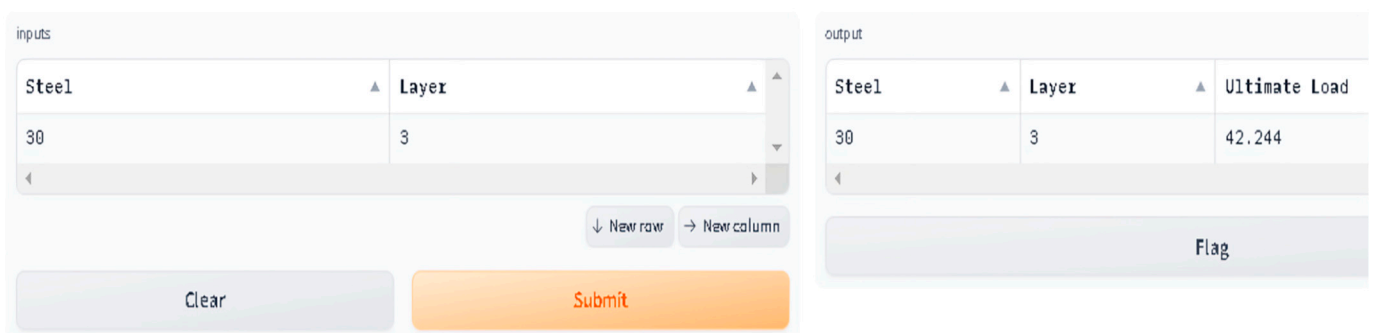 inputs
Steel Layer
30 3
New row New column
Clear Submit
output
Steel Layer Ultimate Load
30 3 42.244
Flag